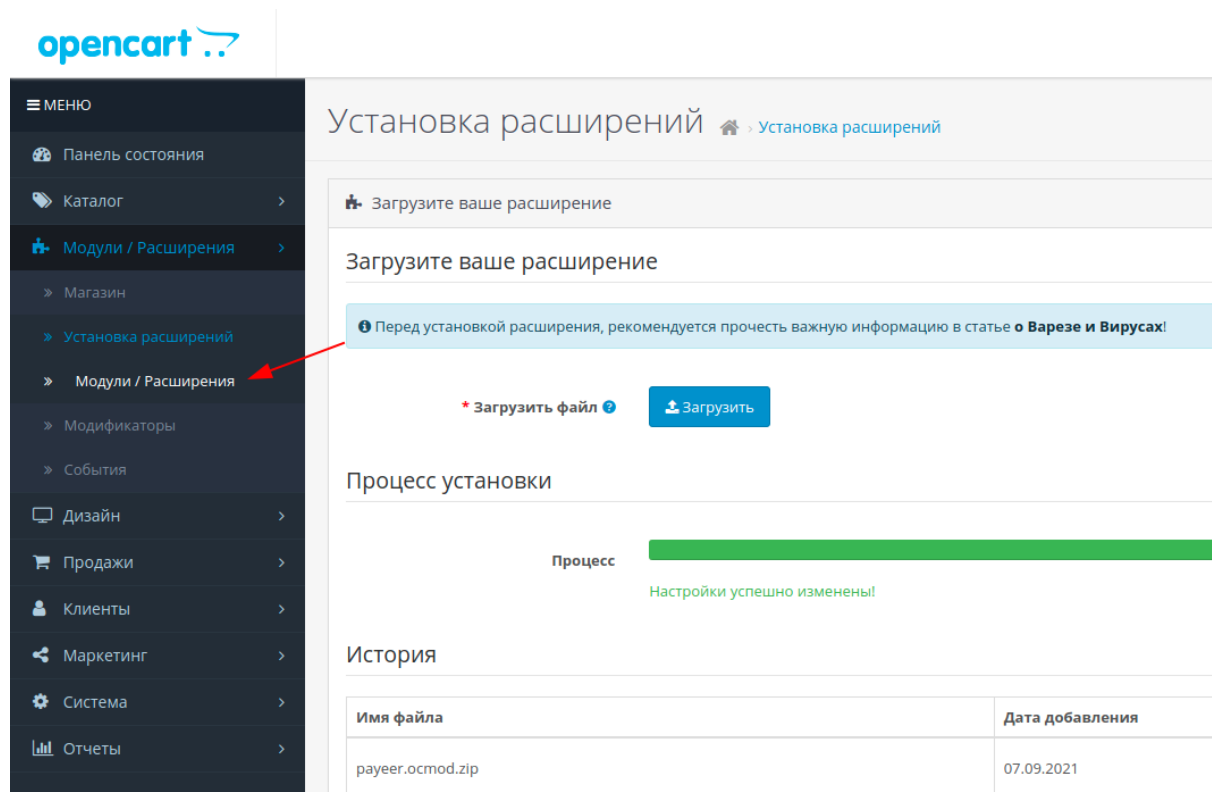 opencart
МЕНЮ
Панель состояния
Каталог
Модули / Расширения
Магазин
Установка расширений
Модули / Расширения
Модификаторы
События
Дизайн
Продажи
Клиенты
Маркетинг
Система
Отчеты
Установка расширений › Установка расширений
Загрузите ваше расширение
Загрузите ваше расширение
Перед установкой расширения, рекомендуется прочесть важную информацию в статье о Варезе и Вирусах!
* Загрузить файл Загрузить
Процесс установки
Процесс
Настройки успешно изменены!
История
Имя файла Дата добавления
payeer.ocmod.zip 07.09.2021